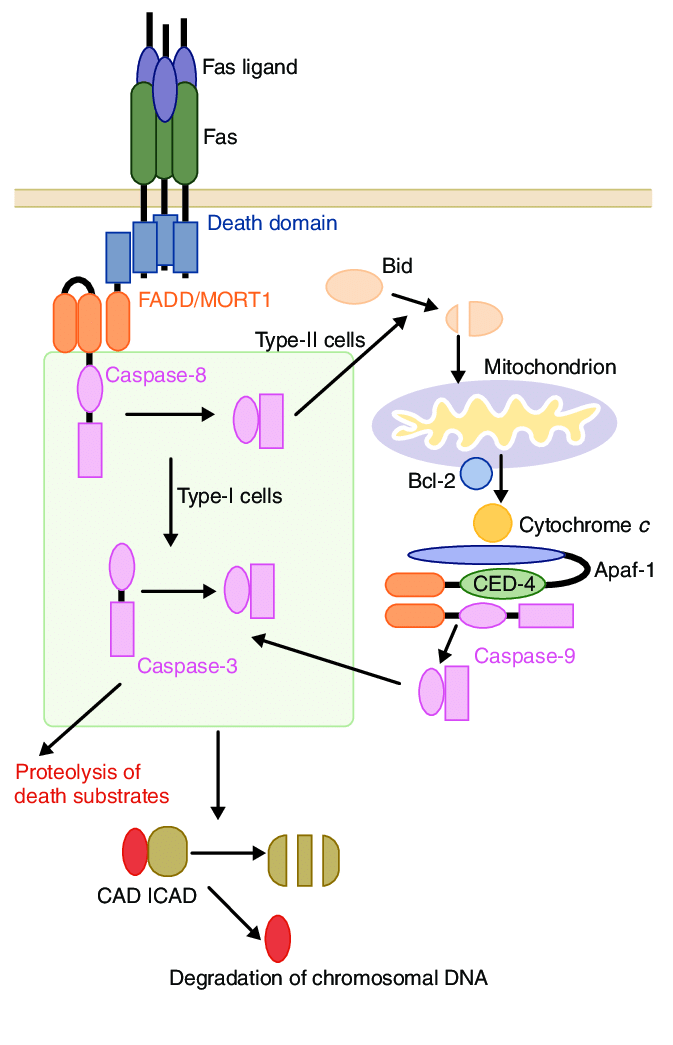 Fas ligand
Fas
Death domain
Bid
FADD/MORT1
Type-II cells
Mitochondrion
Caspase-8
Bcl-2
Type-I cells
Cytochrome c
Apaf-1
CED-4
Caspase-9
Caspase-3
Proteolysis of
death substrates
CAD ICAD
Degradation of chromosomal DNA